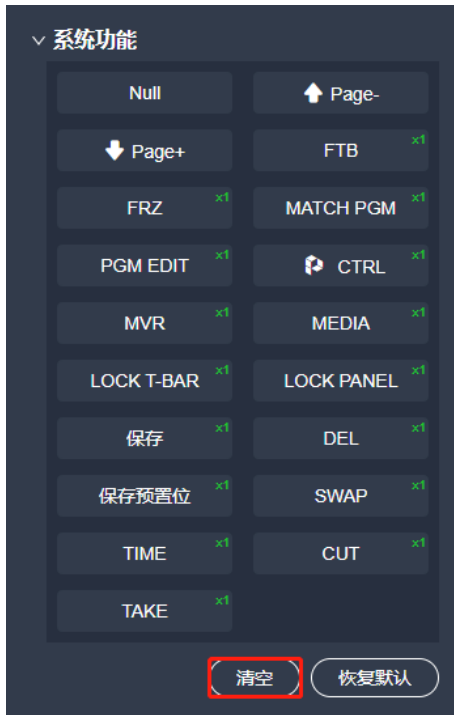 系统功能
Null
Page-
Page+
FTB x1
FRZ x1
MATCH PGM x1
PGM EDIT x1
CTRL x1
MVR x1
MEDIA x1
LOCK T-BAR x1
LOCK PANEL x1
保存 x1
DEL x1
保存预置位 x1
SWAP x1
TIME x1
CUT x1
TAKE x1
清空
恢复默认